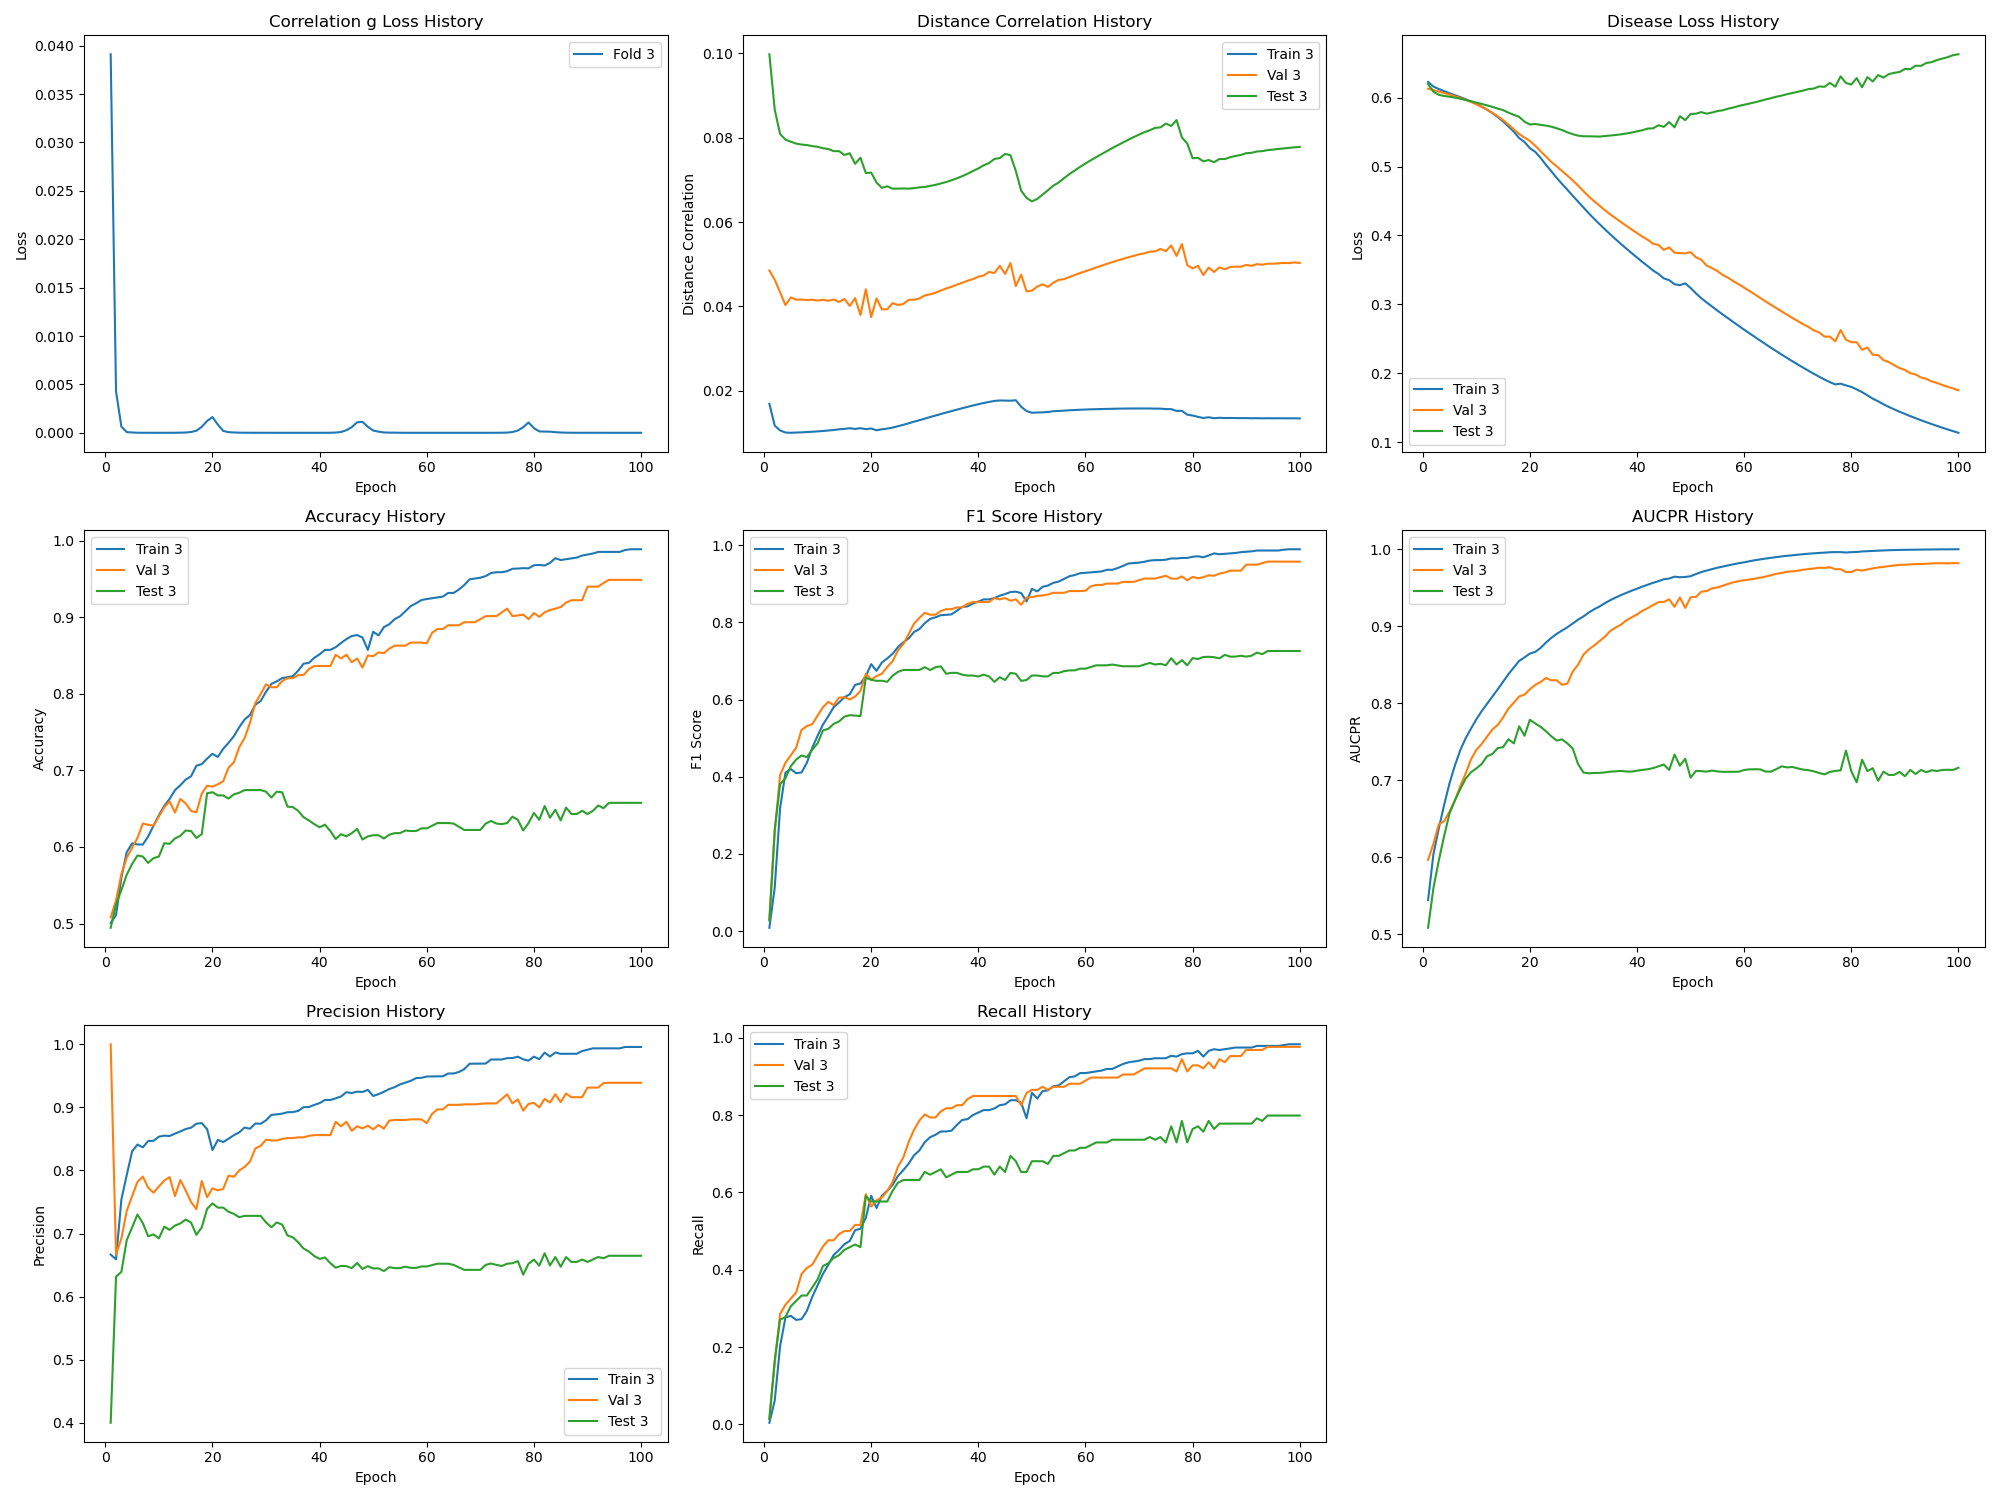 Correlation g Loss History
Loss
0.040
0.035
0.030
0.025
0.020
0.015
0.010
0.005
0.000
0 20 40 60 80 100
Epoch
Fold 3
Distance Correlation History
Distance Correlation
0.10
0.08
0.06
0.04
0.02
0 20 40 60 80 100
Epoch
Train 3
Val 3
Test 3
Disease Loss History
Loss
0.6
0.5
0.4
0.3
0.2
0.1
0 20 40 60 80 100
Epoch
Train 3
Val 3
Test 3
Accuracy History
Accuracy
1.0
0.9
0.8
0.7
0.6
0.5
0 20 40 60 80 100
Epoch
Train 3
Val 3
Test 3
F1 Score History
F1 Score
1.0
0.8
0.6
0.4
0.2
0.0
0 20 40 60 80 100
Epoch
Train 3
Val 3
Test 3
AUCPR History
AUCPR
1.0
0.9
0.8
0.7
0.6
0.5
0 20 40 60 80 100
Epoch
Train 3
Val 3
Test 3
Precision History
Precision
1.0
0.9
0.8
0.7
0.6
0.5
0.4
0 20 40 60 80 100
Epoch
Train 3
Val 3
Test 3
Recall History
Recall
1.0
0.8
0.6
0.4
0.2
0.0
0 20 40 60 80 100
Epoch
Train 3
Val 3
Test 3